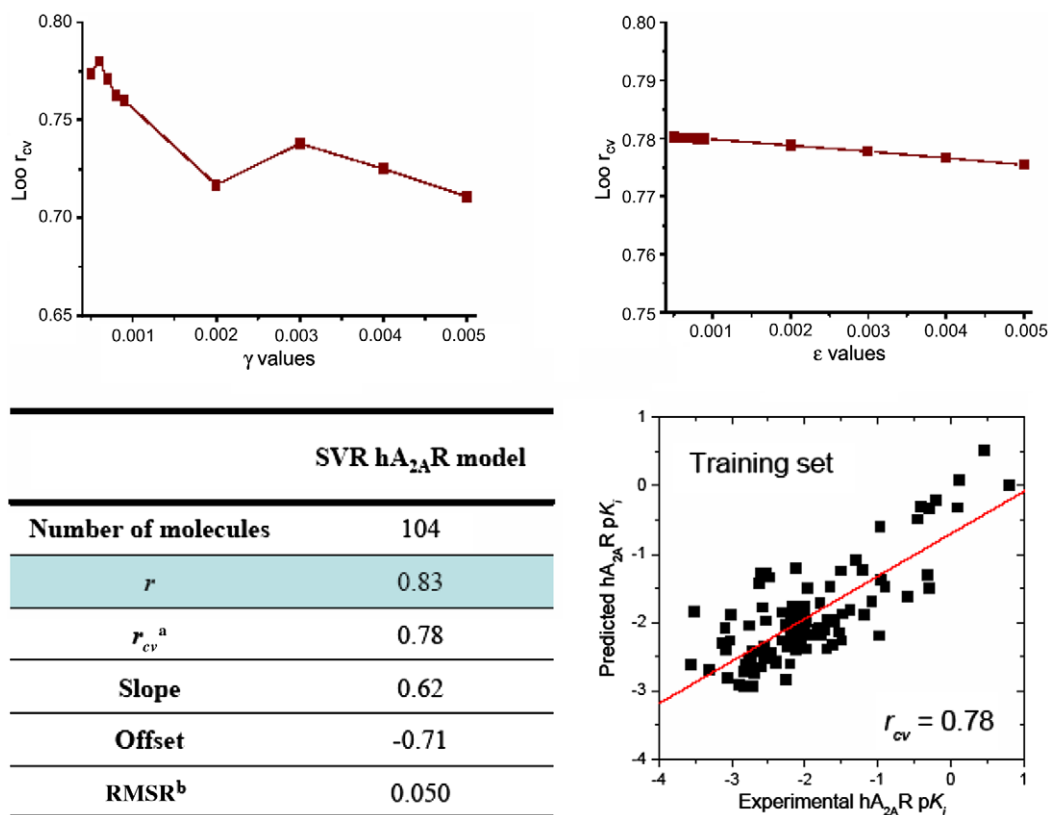 0.80
0.75
0.70
0.65
Loo r_cv
0.001 0.002 0.003 0.004 0.005
γ values
0.80
0.79
0.78
0.77
0.76
0.75
Loo r_cv
0.001 0.002 0.003 0.004 0.005
ε values
SVR hA2AR model
Number of molecules 104
r 0.83
r_cv^a 0.78
Slope 0.62
Offset -0.71
RMSR^b 0.050
1
0
-1
-2
-3
-4
Predicted hA2AR pKi
Training set
r_cv = 0.78
-4 -3 -2 -1 0 1
Experimental hA2AR pKi